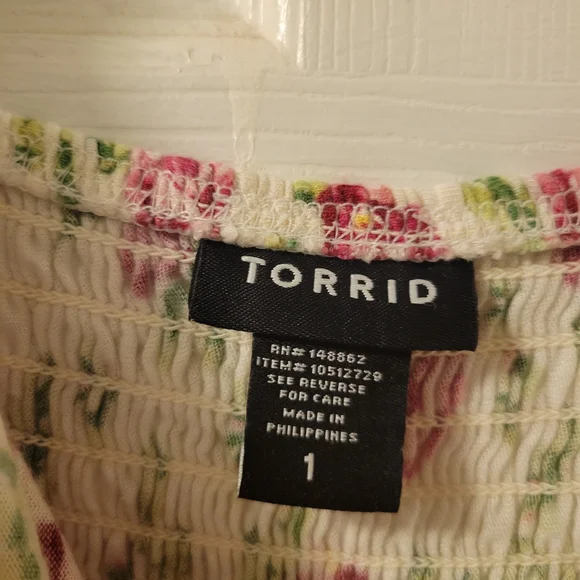 TORRID
RN# 148862
ITEM# 10512729
SEE REVERSE
FOR CARE
MADE IN
PHILIPPINES
1